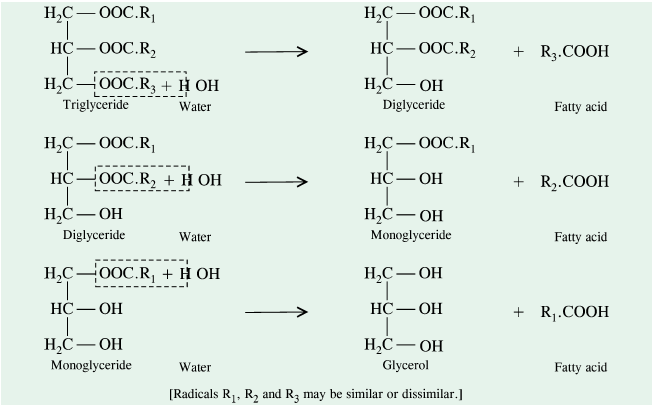 H₂C — OOC.R₁ H₂C — OOC.R₁
HC — OOC.R₂ ⟶ HC — OOC.R₂ + R₃.COOH
H₂C — OOC.R₃ + H OH H₂C — OH
Triglyceride Water Diglyceride Fatty acid
H₂C — OOC.R₁ H₂C — OOC.R₁
HC — OOC.R₂ + H OH ⟶ HC — OH + R₂.COOH
H₂C — OH H₂C — OH
Diglyceride Water Monoglyceride Fatty acid
H₂C — OOC.R₁ + H OH H₂C — OH
HC — OH ⟶ HC — OH + R₁.COOH
H₂C — OH H₂C — OH
Monoglyceride Water Glycerol Fatty acid
[Radicals R₁, R₂ and R₃ may be similar or dissimilar.]